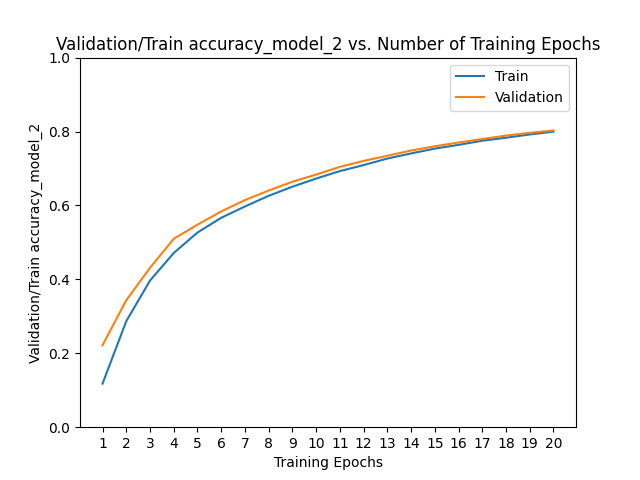 Validation/Train accuracy_model_2 vs. Number of Training Epochs
Train
Validation
Validation/Train accuracy_model_2
1.0
0.8
0.6
0.4
0.2
0.0
1 2 3 4 5 6 7 8 9 10 11 12 13 14 15 16 17 18 19 20
Training Epochs